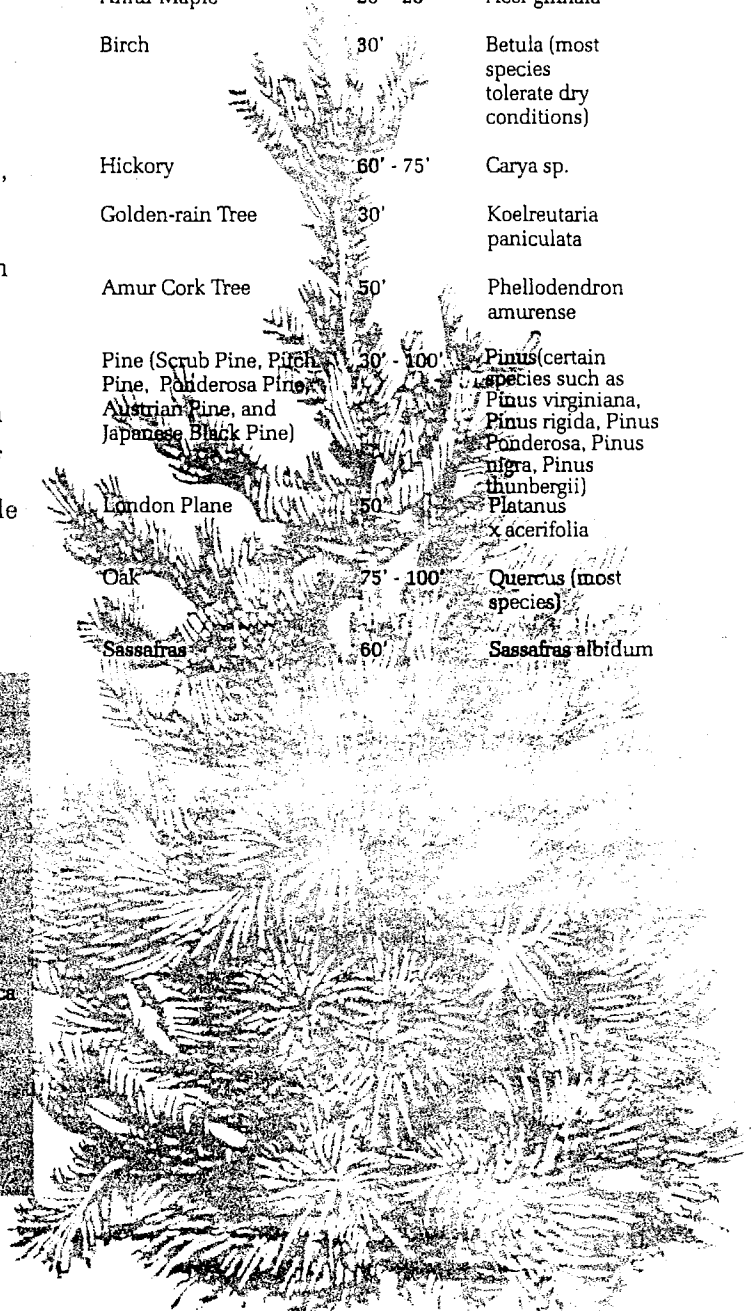 Birch 30' Betula (most
species
tolerate dry
conditions)
Hickory 60' - 75' Carya sp.
Golden-rain Tree 30' Koelreutaria
paniculata
Amur Cork Tree 50' Phellodendron
amurense
Pine (Scrub Pine, Pitch 30' - 100' Pinus(certain
Pine, Ponderosa Pine, species such as
Austrian Pine, and Pinus virginiana,
Japanese Black Pine) Pinus rigida, Pinus
Ponderosa, Pinus
nigra, Pinus
thunbergii)
London Plane 50' Platanus
x acerifolia
Oak 75' - 100' Quercus (most
species)
Sassafras 60' Sassafras albidum